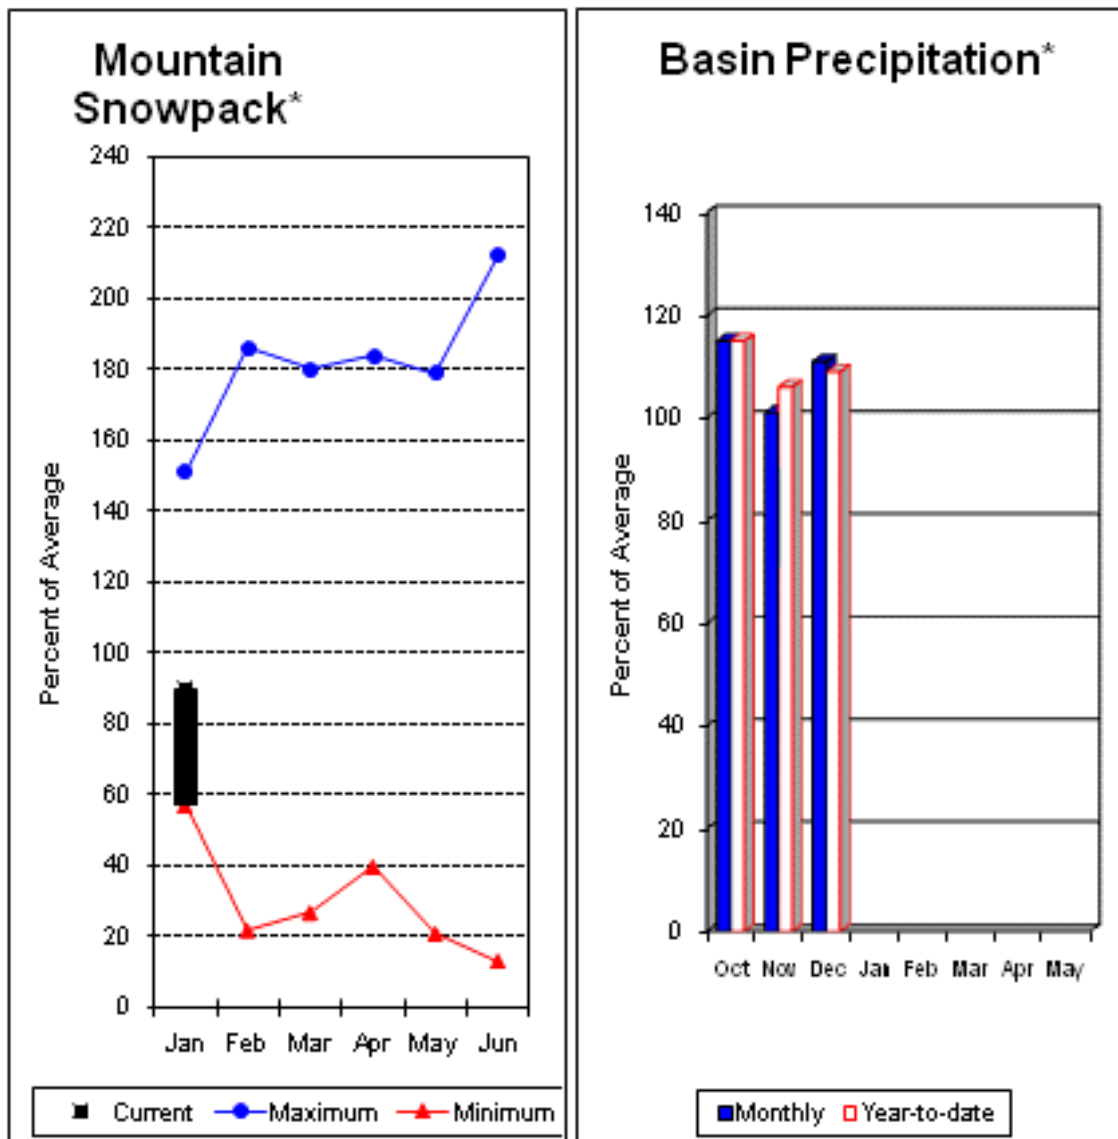 Mountain
Snowpack*
240
220
200
180
160
140
120
100
80
60
40
20
0
Percent of Average
Jan Feb Mar Apr May Jun
Current Maximum Minimum
Basin Precipitation*
140
120
100
80
60
40
20
0
Percent of Average
Oct Nov Dec Jan Feb Mar Apr May
Monthly Year-to-date